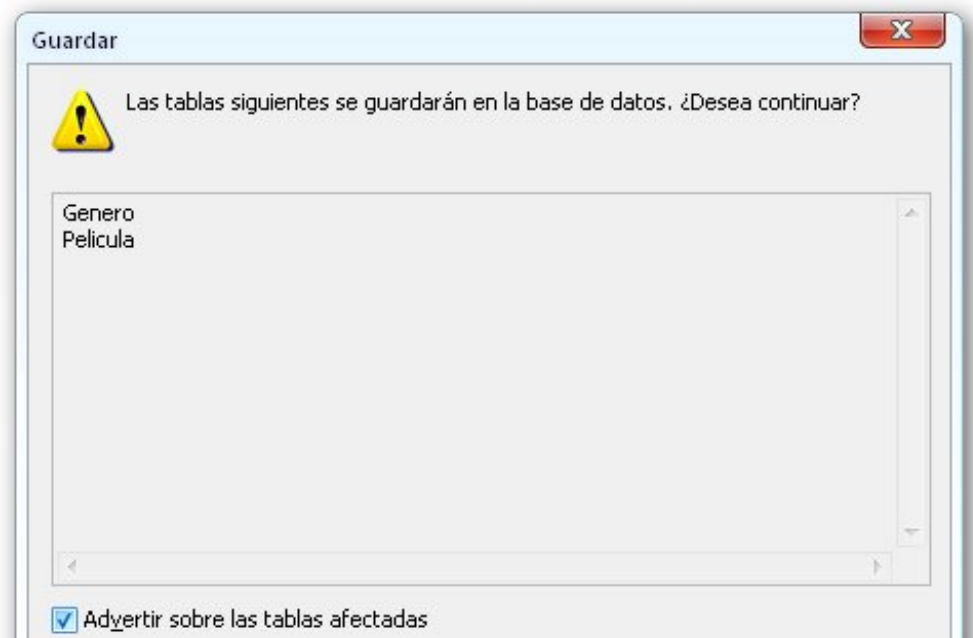 Guardar
Las tablas siguientes se guardarán en la base de datos. ¿Desea continuar?
Genero
Pelicula
Advertir sobre las tablas afectadas